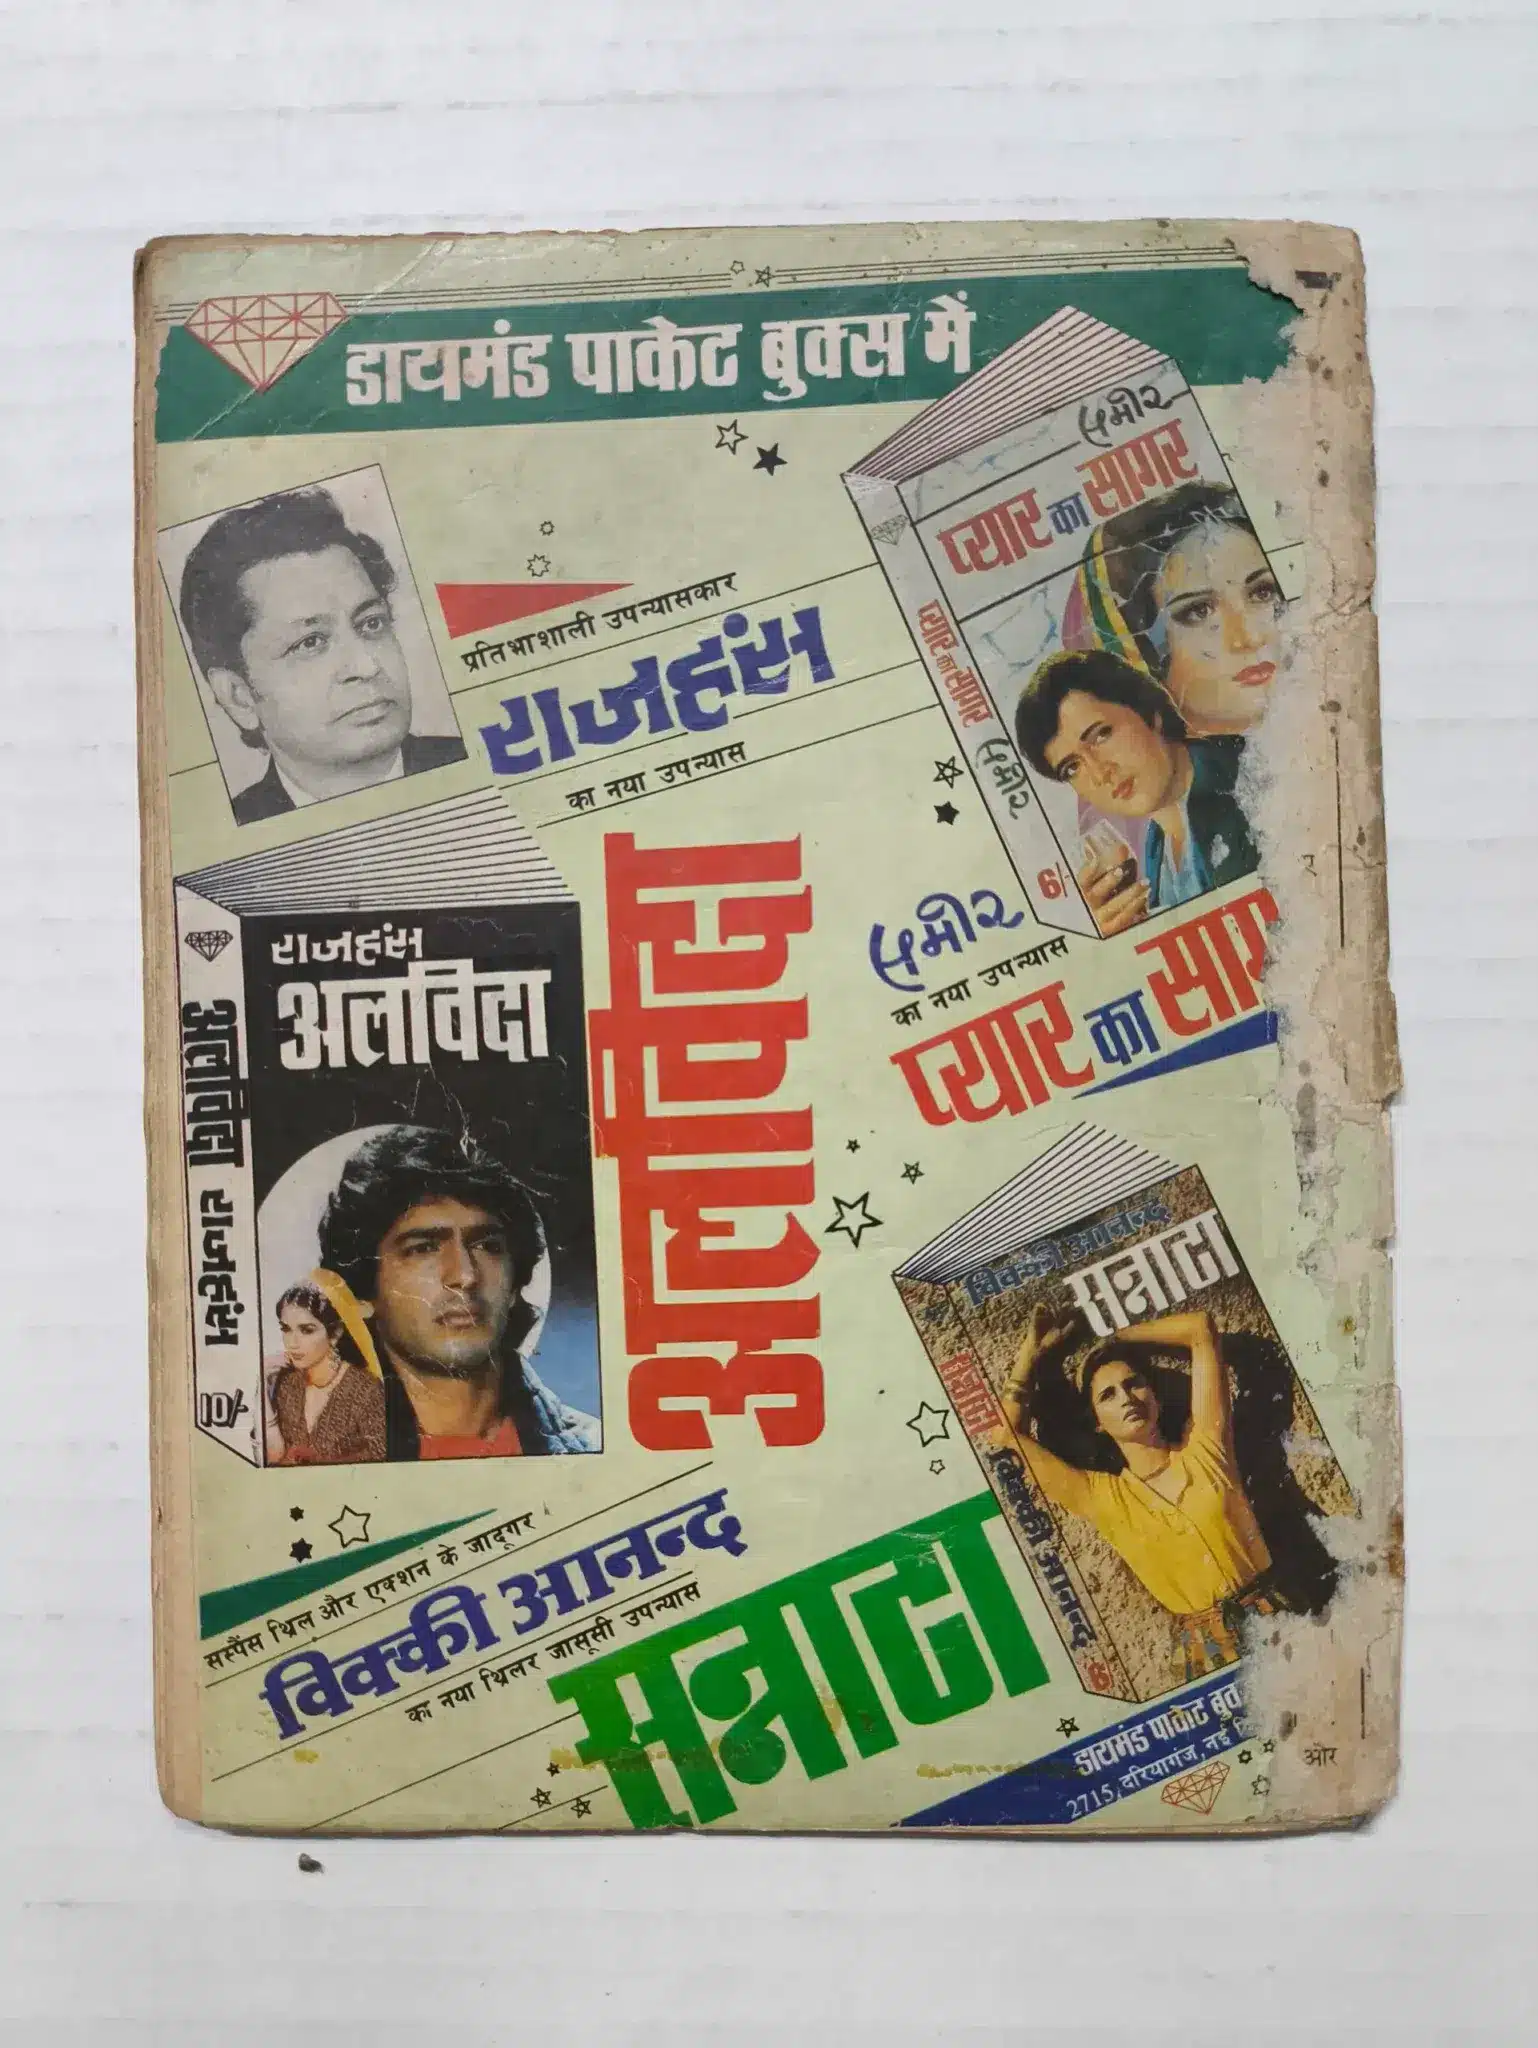 डायमंड पाकेट बुक्स में
समीर
प्यार का सागर
प्यार का सागर समीर
6/-
प्रतिभाशाली उपन्यासकार
राजहंस
का नया उपन्यास
अलविदा
राजहंस
अलविदा
अलविदा राजहंस
समीर
का नया उपन्यास
प्यार का
विक्की आनन्द
सन्नाटा
सन्नाटा विक्की आनन्द
सस्पैंस थ्रिल और एक्शन के जादूगर
विक्की आनन्द
का नया थ्रिलर जासूसी उपन्यास
सन्नाटा
डायमंड पाकेट
2715, दरियागंज, नई
और